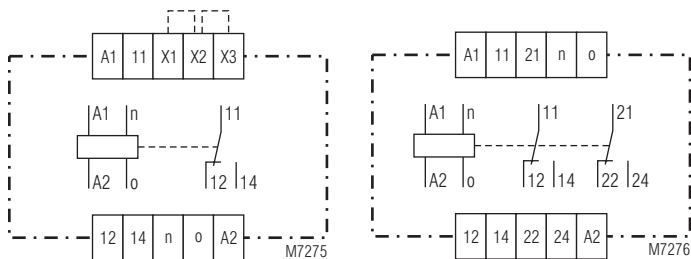 A1 11 X1 X2 X3
A1 n 11
A2 o 12 14
12 14 n o A2
M7275
A1 11 21 n o
A1 n 11 21
A2 o 12 14 22 24
12 14 22 24 A2
M7276